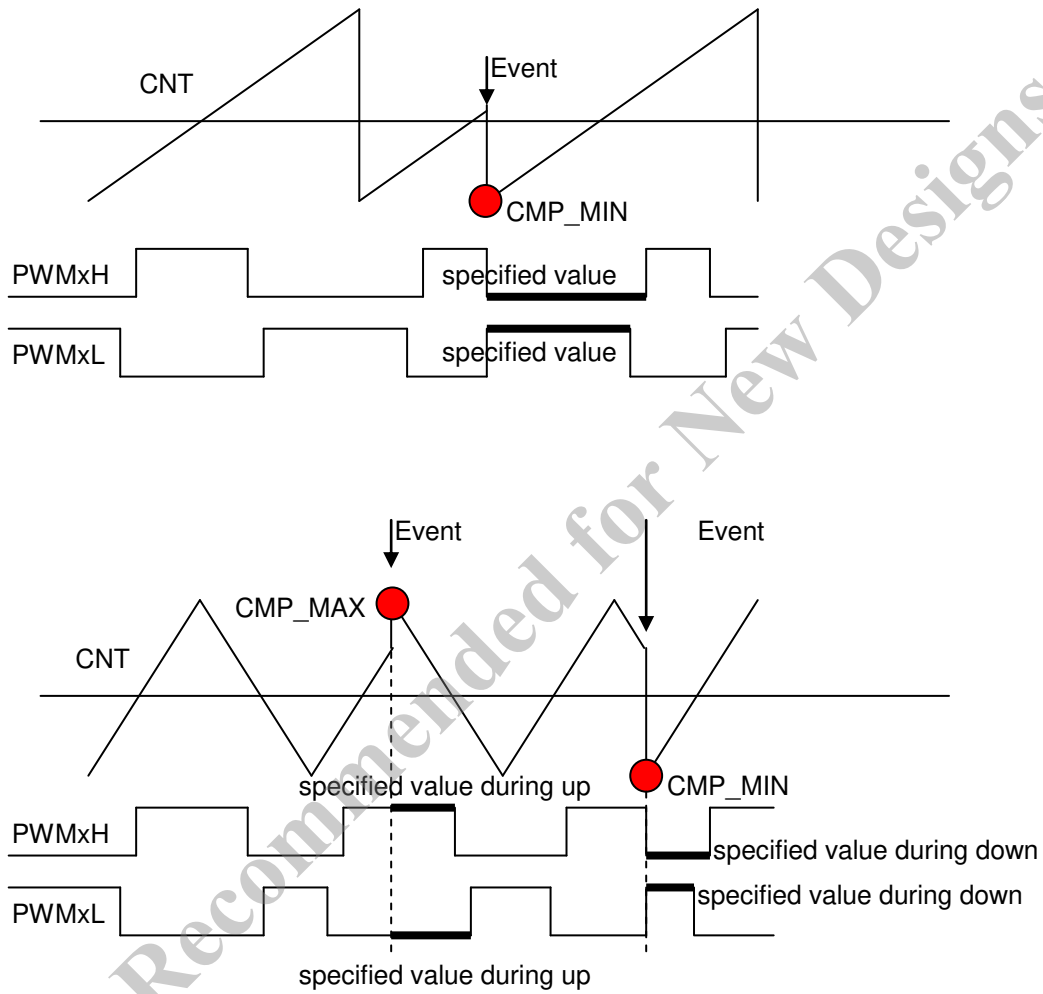 Event
CNT
CMP_MIN
PWMxH
specified value
PWMxL
specified value
Event
Event
CMP_MAX
CNT
specified value during up
CMP_MIN
PWMxH
specified value during down
specified value during down
PWMxL
specified value during up
Recommended for New Designs